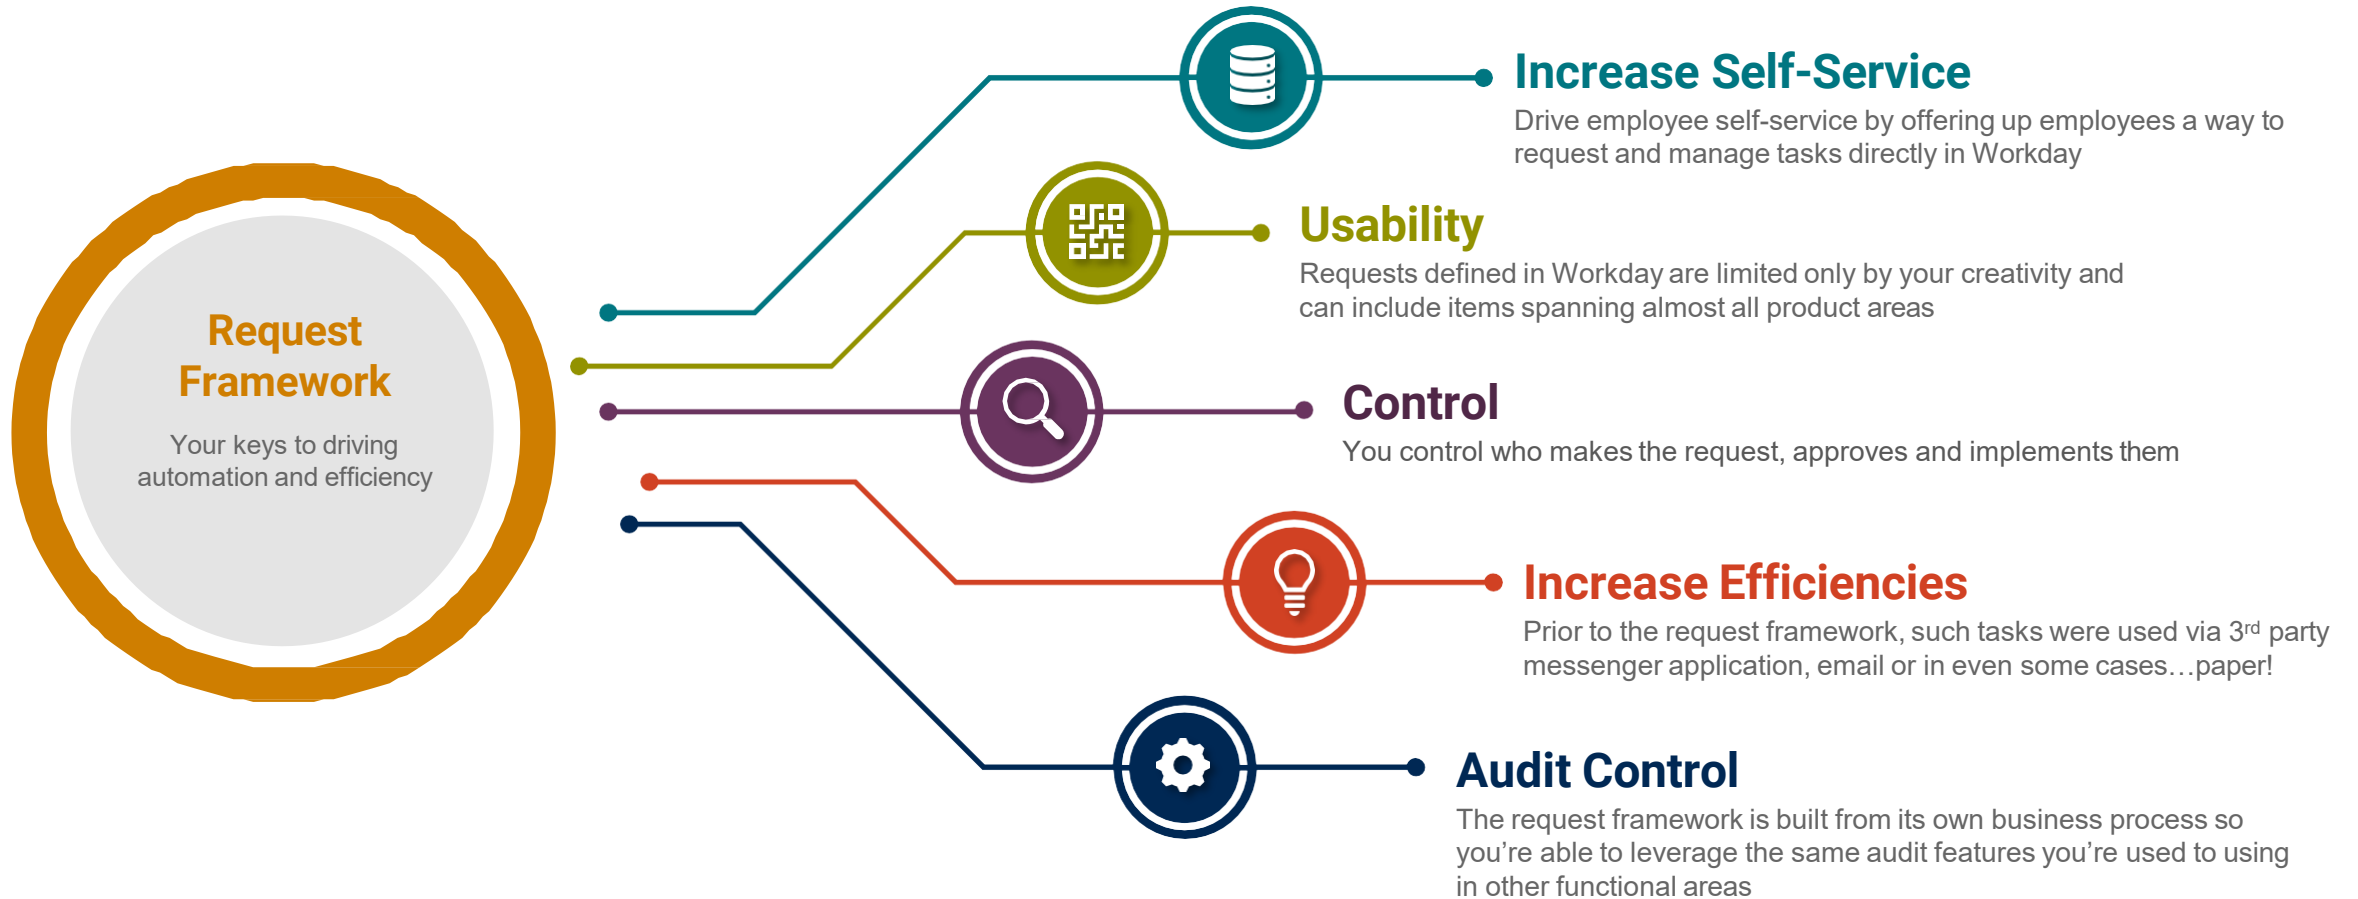 Request
Framework
Your keys to driving
automation and efficiency
Increase Self-Service
Drive employee self-service by offering up employees a way to
request and manage tasks directly in Workday
Usability
Requests defined in Workday are limited only by your creativity and
can include items spanning almost all product areas
Control
You control who makes the request, approves and implements them
Increase Efficiencies
Prior to the request framework, such tasks were used via 3rd party
messenger application, email or in even some cases…paper!
Audit Control
The request framework is built from its own business process so
you’re able to leverage the same audit features you’re used to using
in other functional areas